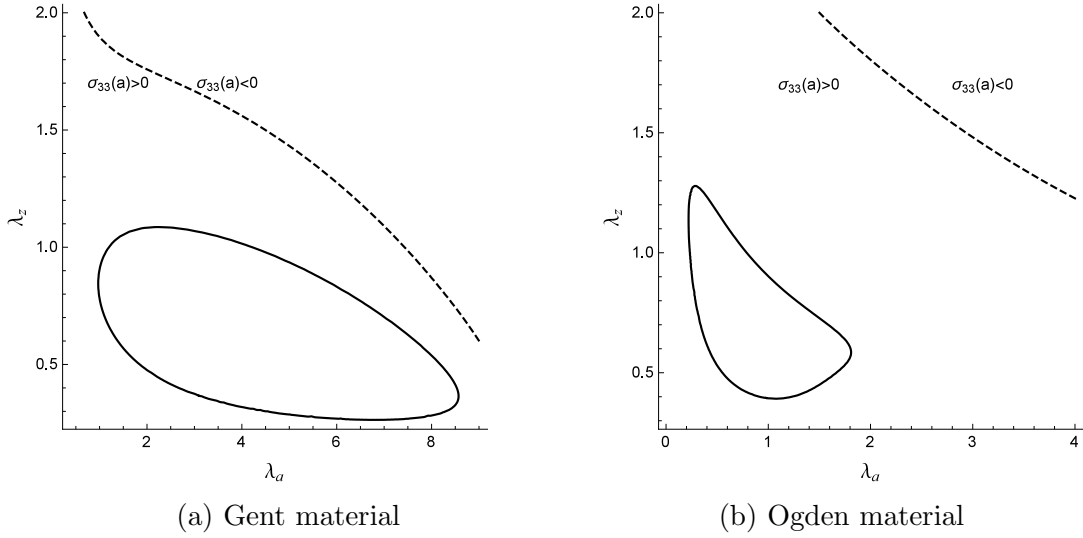 2.0
1.5
1.0
0.5
λz
σ33(a)>0
σ33(a)<0
2
4
6
8
λa
(a) Gent material
2.0
1.5
1.0
0.5
λz
σ33(a)>0
σ33(a)<0
0
1
2
3
4
λa
(b) Ogden material